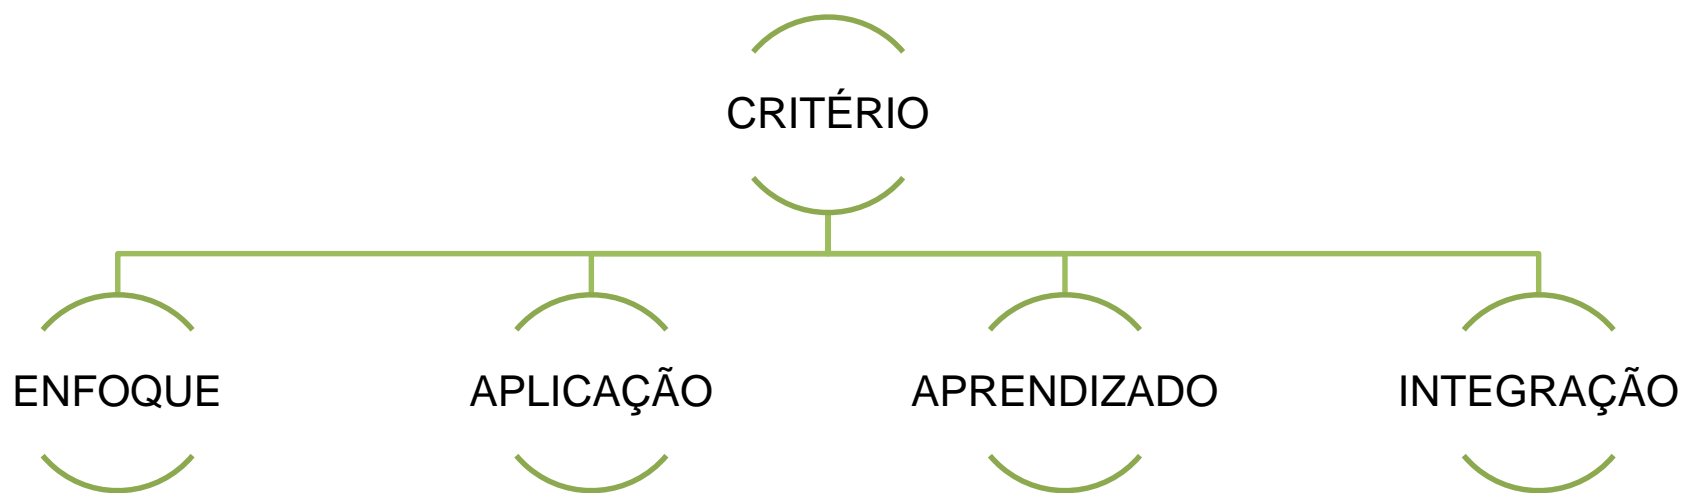 CRITÉRIO
ENFOQUE
APLICAÇÃO
APRENDIZADO
INTEGRAÇÃO